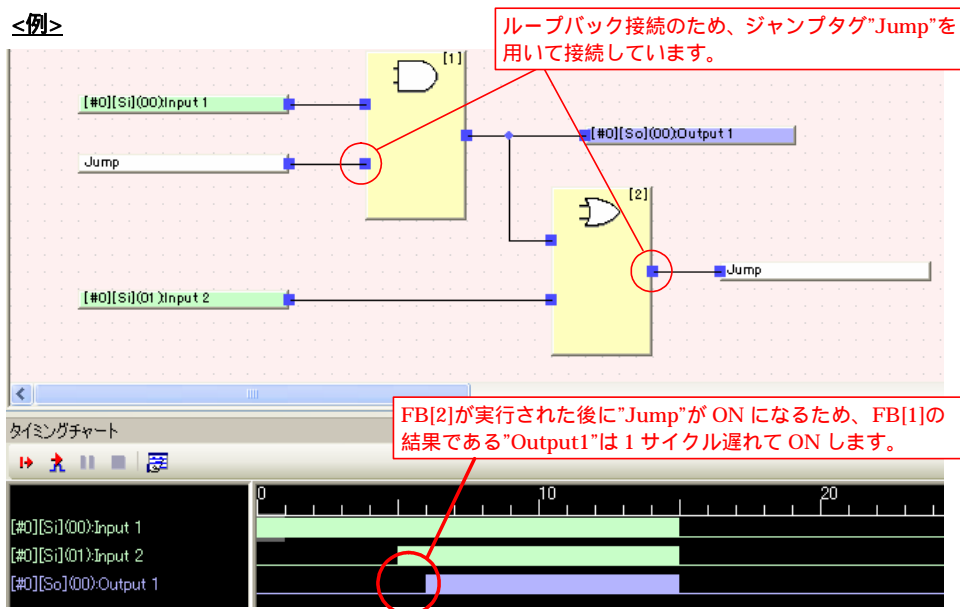 <例>
ループバック接続のため、ジャンプタグ”Jump”を
用いて接続しています。
[1]
[#0][Si](00):Input 1
[#0][So](00):Output 1
Jump
[2]
Jump
[#0][Si](01):Input 2
FB[2]が実行された後に”Jump”が ON になるため、FB[1]の
結果である”Output1”は 1 サイクル遅れて ON します。
タイミングチャート
0 10 20
[#0][Si](00):Input 1
[#0][Si](01):Input 2
[#0][So](00):Output 1